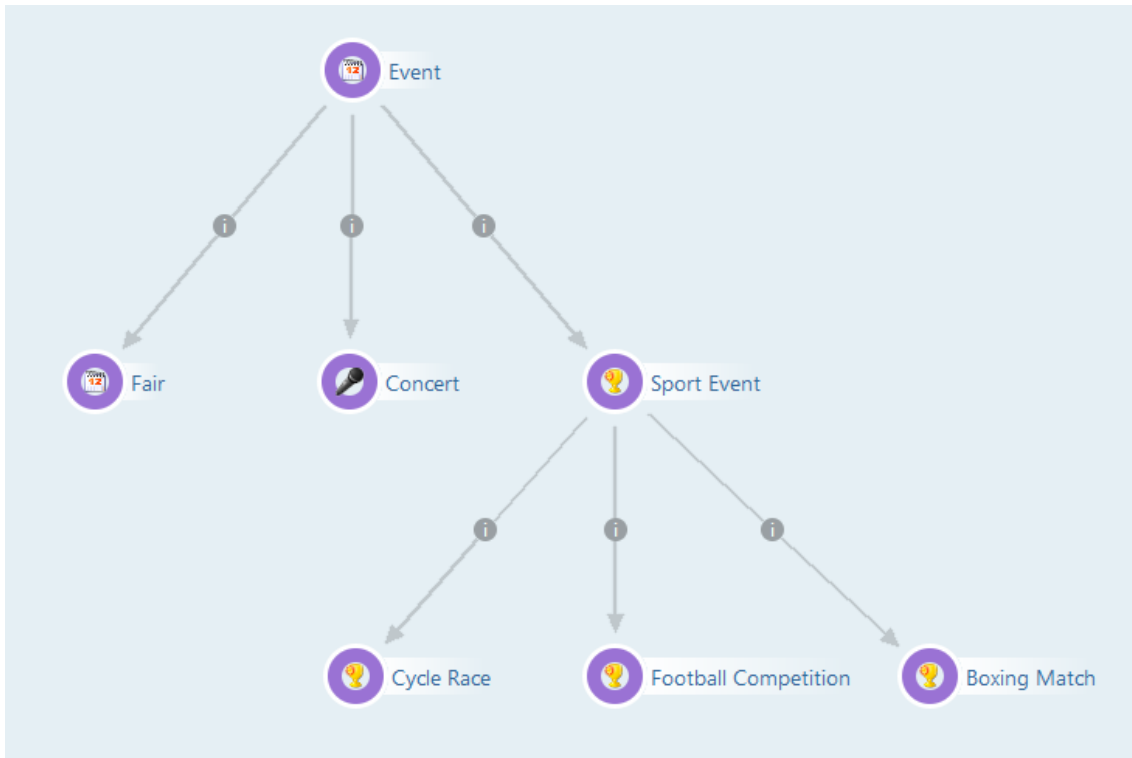 Event
Fair
Concert
Sport Event
Cycle Race
Football Competition
Boxing Match